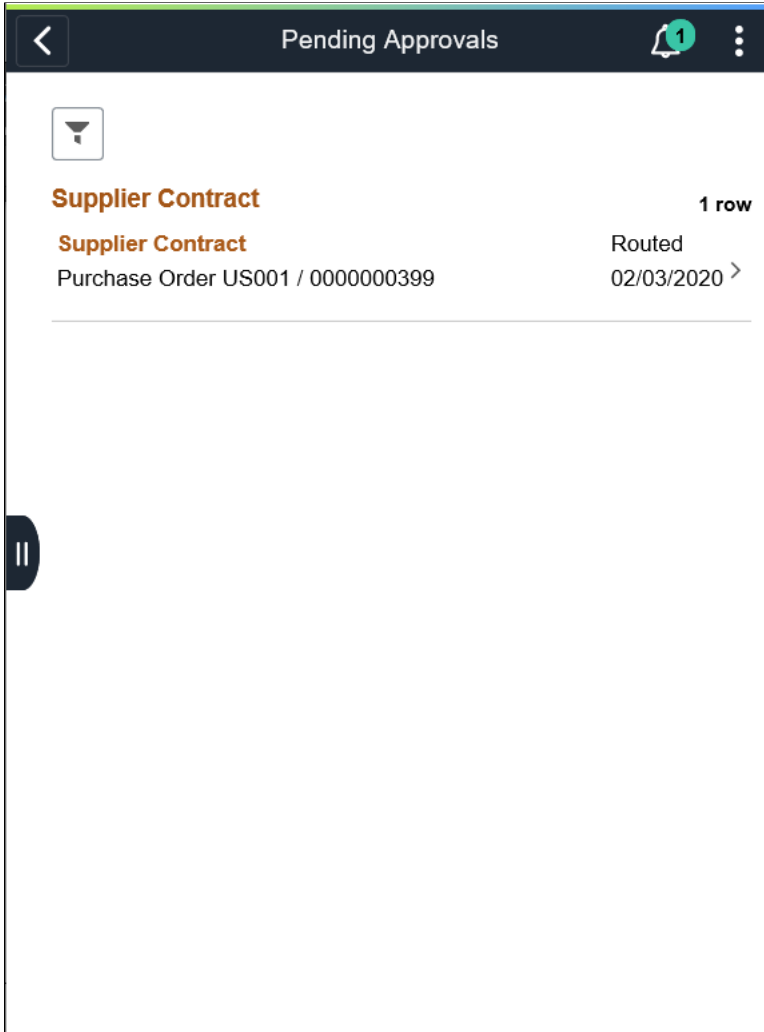 Pending Approvals
1
Supplier Contract
1 row
Supplier Contract
Routed
Purchase Order US001 / 0000000399
02/03/2020